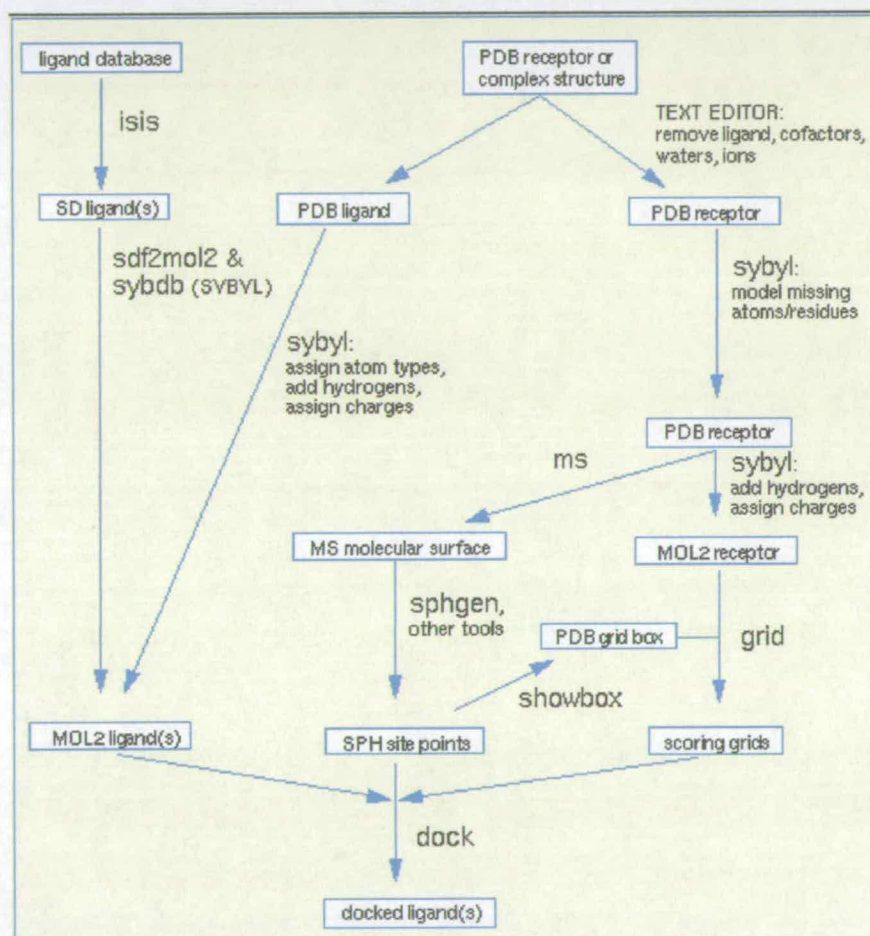 ligand database
PDB receptor or
complex structure
isis
TEXT EDITOR:
remove ligand, cofactors,
waters, ions
SD ligand(s)
PDB ligand
PDB receptor
sdf2mol2 &
sybdb (SYBYL)
sybyl:
model missing
atoms/residues
sybyl:
assign atom types,
add hydrogens,
assign charges
PDB receptor
ms
sybyl:
add hydrogens,
assign charges
MS molecular surface
MOL2 receptor
sphgen,
other tools
PDB grid box
grid
showbox
MOL2 ligand(s)
SPH site points
scoring grids
dock
docked ligand(s)